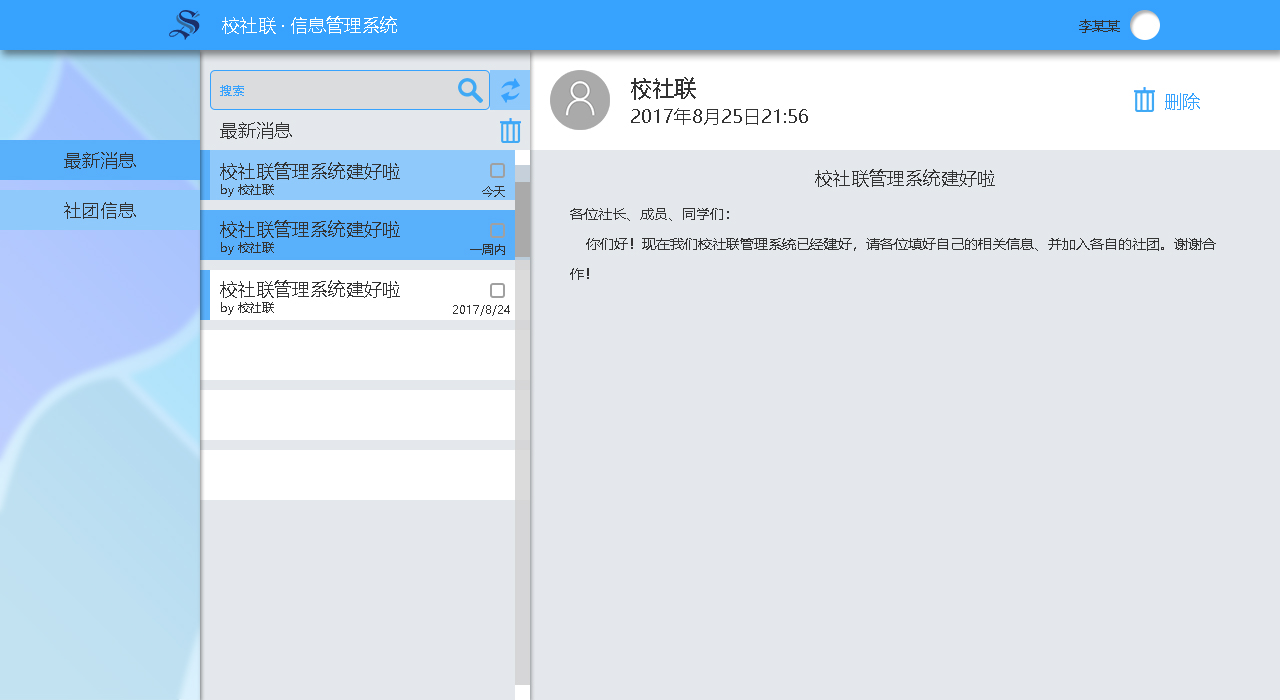 校社联 · 信息管理系统
李某某
最新消息
社团信息
搜索
最新消息
校社联管理系统建好啦
by 校社联
今天
校社联管理系统建好啦
by 校社联
一周内
校社联管理系统建好啦
by 校社联
2017/8/24
校社联
2017年8月25日21:56
删除
校社联管理系统建好啦
各位社长、成员、同学们：
你们好！现在我们校社联管理系统已经建好，请各位填好自己的相关信息、并加入各自的社团。谢谢合
作！